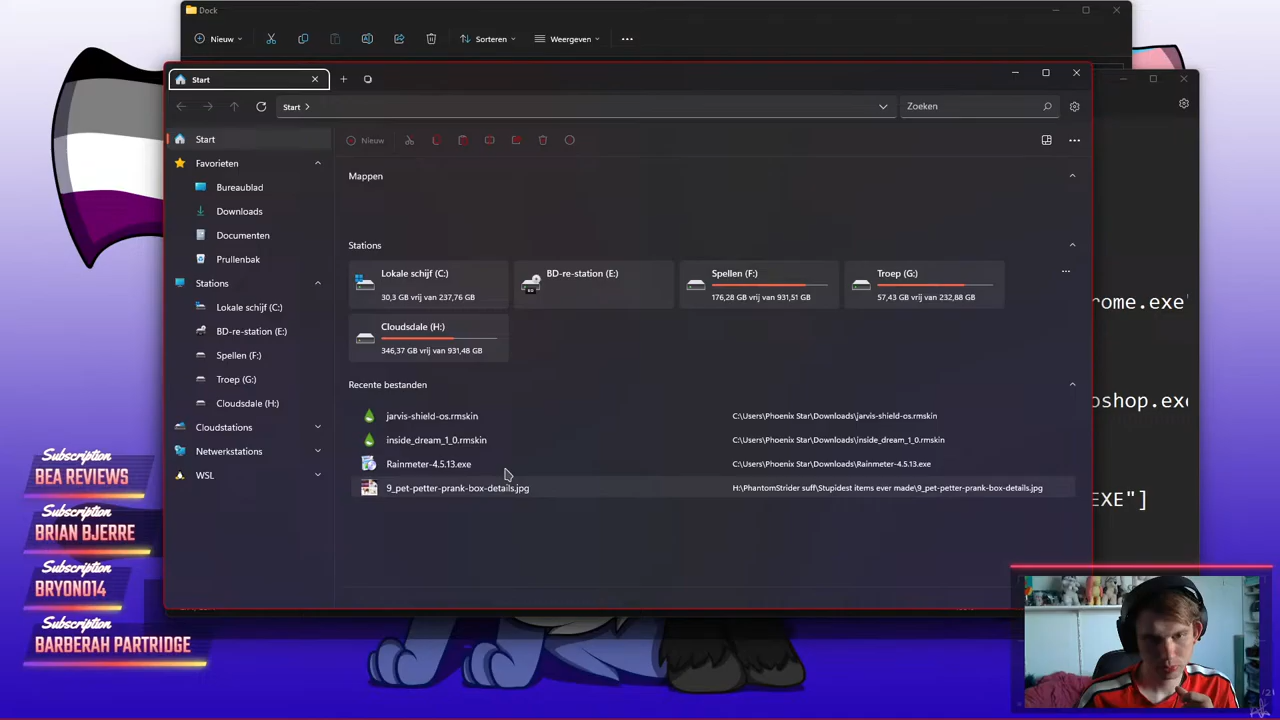 Dock
Nieuw
Sorteren
Weergeven
Start
Start
Zoeken
Start
Favorieten
Bureaublad
Downloads
Documenten
Prullenbak
Stations
Lokale schijf (C:)
BD-re-station (E:)
Spellen (F:)
Troep (G:)
Cloudsdale (H:)
Cloudstations
Netwerkstations
WSL
Nieuw
Mappen
Stations
Lokale schijf (C:)
30,3 GB vrij van 237,76 GB
BD-re-station (E:)
Spellen (F:)
176,28 GB vrij van 931,51 GB
Troep (G:)
57,43 GB vrij van 232,88 GB
Cloudsdale (H:)
346,37 GB vrij van 931,48 GB
Recente bestanden
jarvis-shield-os.rmskin C:\Users\Phoenix Star\Downloads\jarvis-shield-os.rmskin
inside_dream_1_0.rmskin C:\Users\Phoenix Star\Downloads\inside_dream_1_0.rmskin
Rainmeter-4.5.13.exe C:\Users\Phoenix Star\Downloads\Rainmeter-4.5.13.exe
9_pet-petter-prank-box-details.jpg H:\PhantomStrider suff\Stupidest items ever made\9_pet-petter-prank-box-details.jpg
rome.exe"
shop.exe
EXE"]
Subscription
BEA REVIEWS
Subscription
BRIAN BJERRE
Subscription
BRYONO14
Subscription
BARBERAH PARTRIDGE